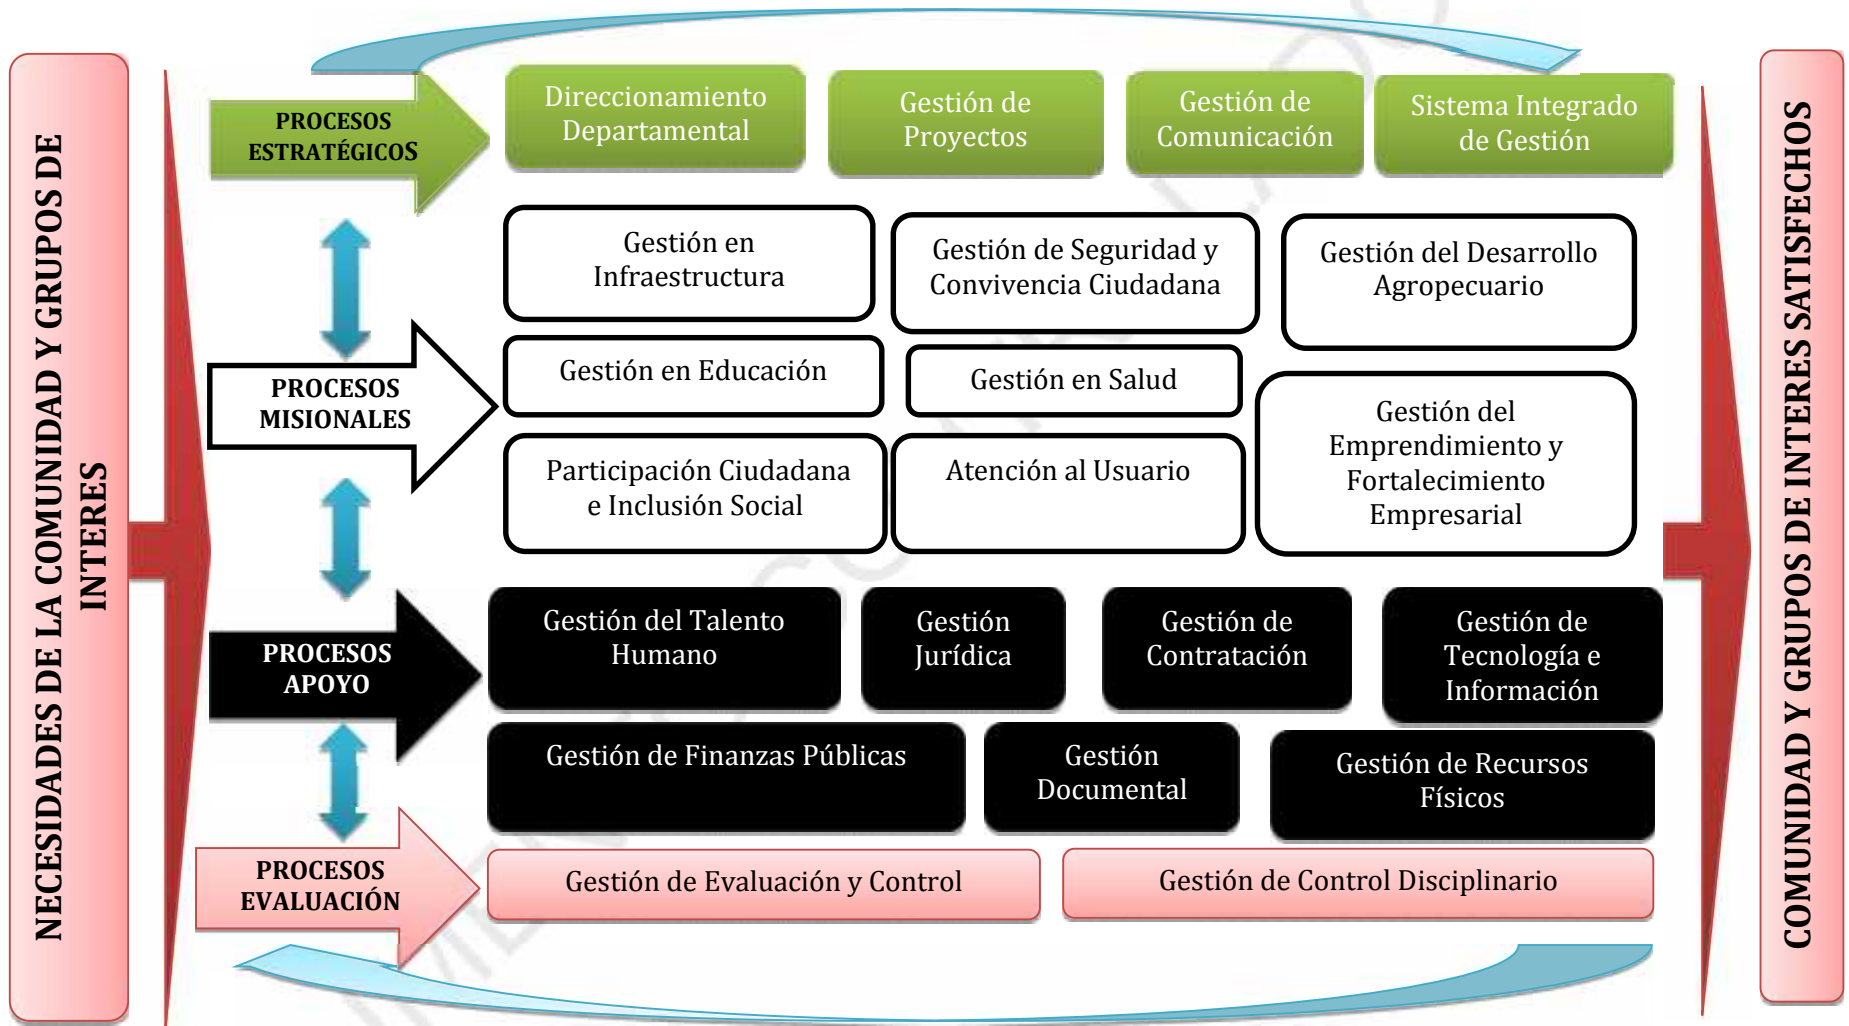 NECESIDADES DE LA COMUNIDAD Y GRUPOS DE
INTERES
PROCESOS
ESTRATÉGICOS
Direccionamiento
Departamental
Gestión de
Proyectos
Gestión de
Comunicación
Sistema Integrado
de Gestión
PROCESOS
MISIONALES
Gestión en
Infraestructura
Gestión de Seguridad y
Convivencia Ciudadana
Gestión del Desarrollo
Agropecuario
Gestión en Educación
Gestión en Salud
Gestión del
Emprendimiento y
Fortalecimiento
Empresarial
Participación Ciudadana
e Inclusión Social
Atención al Usuario
PROCESOS
APOYO
Gestión del Talento
Humano
Gestión
Jurídica
Gestión de
Contratación
Gestión de
Tecnología e
Información
Gestión de Finanzas Públicas
Gestión
Documental
Gestión de Recursos
Físicos
PROCESOS
EVALUACIÓN
Gestión de Evaluación y Control
Gestión de Control Disciplinario
COMUNIDAD Y GRUPOS DE INTERES SATISFECHOS